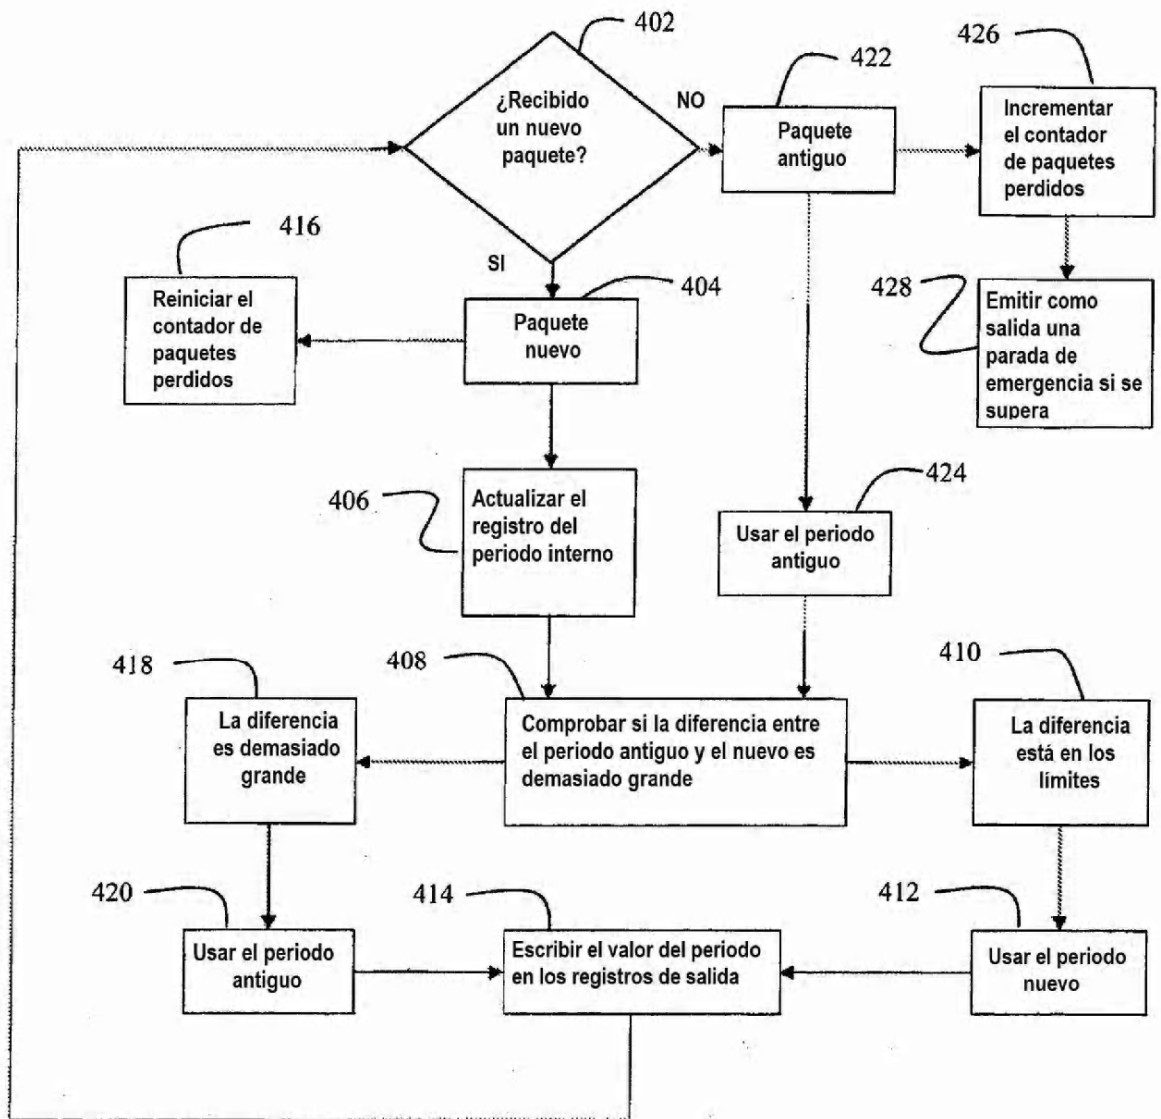 402
¿Recibido
un nuevo
paquete?
NO
SI
422
Paquete
antiguo
426
Incrementar
el contador
de paquetes
perdidos
416
Reiniciar el
contador de
paquetes
perdidos
404
Paquete
nuevo
428
Emitir como
salida una
parada de
emergencia si se
supera
406
Actualizar el
registro del
periodo interno
424
Usar el periodo
antiguo
418
La diferencia
es demasiado
grande
408
Comprobar si la diferencia entre
el periodo antiguo y el nuevo es
demasiado grande
410
La diferencia
está en los
límites
420
Usar el periodo
antiguo
414
Escribir el valor del periodo
en los registros de salida
412
Usar el periodo
nuevo